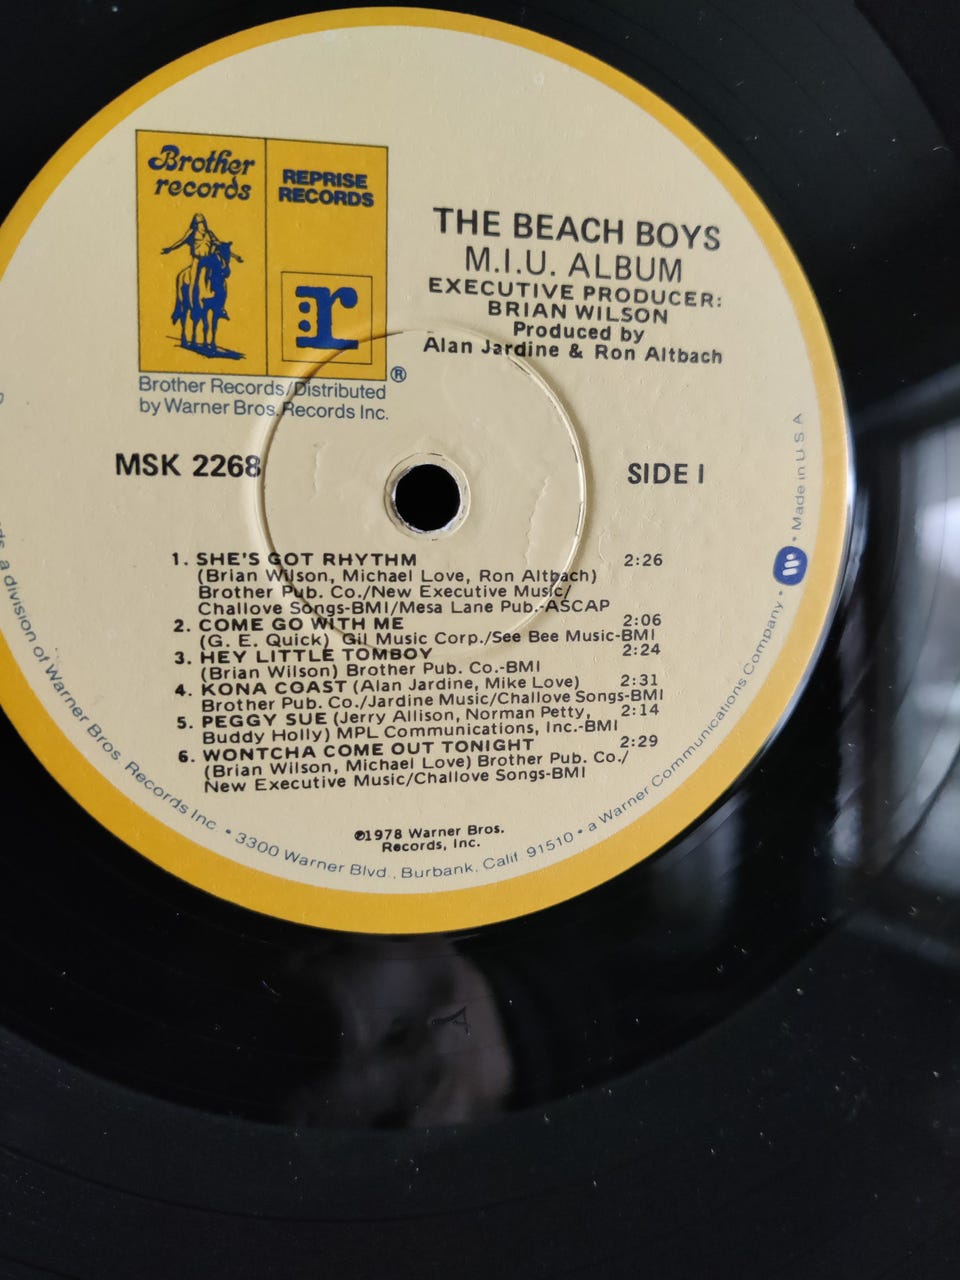 Brother
records
REPRISE
RECORDS
r
®
Brother Records/Distributed
by Warner Bros. Records Inc.
THE BEACH BOYS
M.I.U. ALBUM
EXECUTIVE PRODUCER:
BRIAN WILSON
Produced by
Alan Jardine & Ron Altbach
MSK 2268
SIDE I
1. SHE'S GOT RHYTHM 2:26
(Brian Wilson, Michael Love, Ron Altbach)
Brother Pub. Co./New Executive Music/
Challove Songs-BMI/Mesa Lane Pub.-ASCAP
2. COME GO WITH ME 2:06
(G. E. Quick) Gil Music Corp./See Bee Music-BMI
3. HEY LITTLE TOMBOY 2:24
(Brian Wilson) Brother Pub. Co.-BMI
4. KONA COAST (Alan Jardine, Mike Love) 2:31
Brother Pub. Co./Jardine Music/Challove Songs-BMI
5. PEGGY SUE (Jerry Allison, Norman Petty, 2:14
Buddy Holly) MPL Communications, Inc.-BMI
6. WONTCHA COME OUT TONIGHT 2:29
(Brian Wilson, Michael Love) Brother Pub. Co./
New Executive Music/Challove Songs-BMI
℗1978 Warner Bros.
Records, Inc.
a division of Warner Bros. Records Inc • 3300 Warner Blvd., Burbank, Calif. 91510 • a Warner Communications Company • Made in U S A